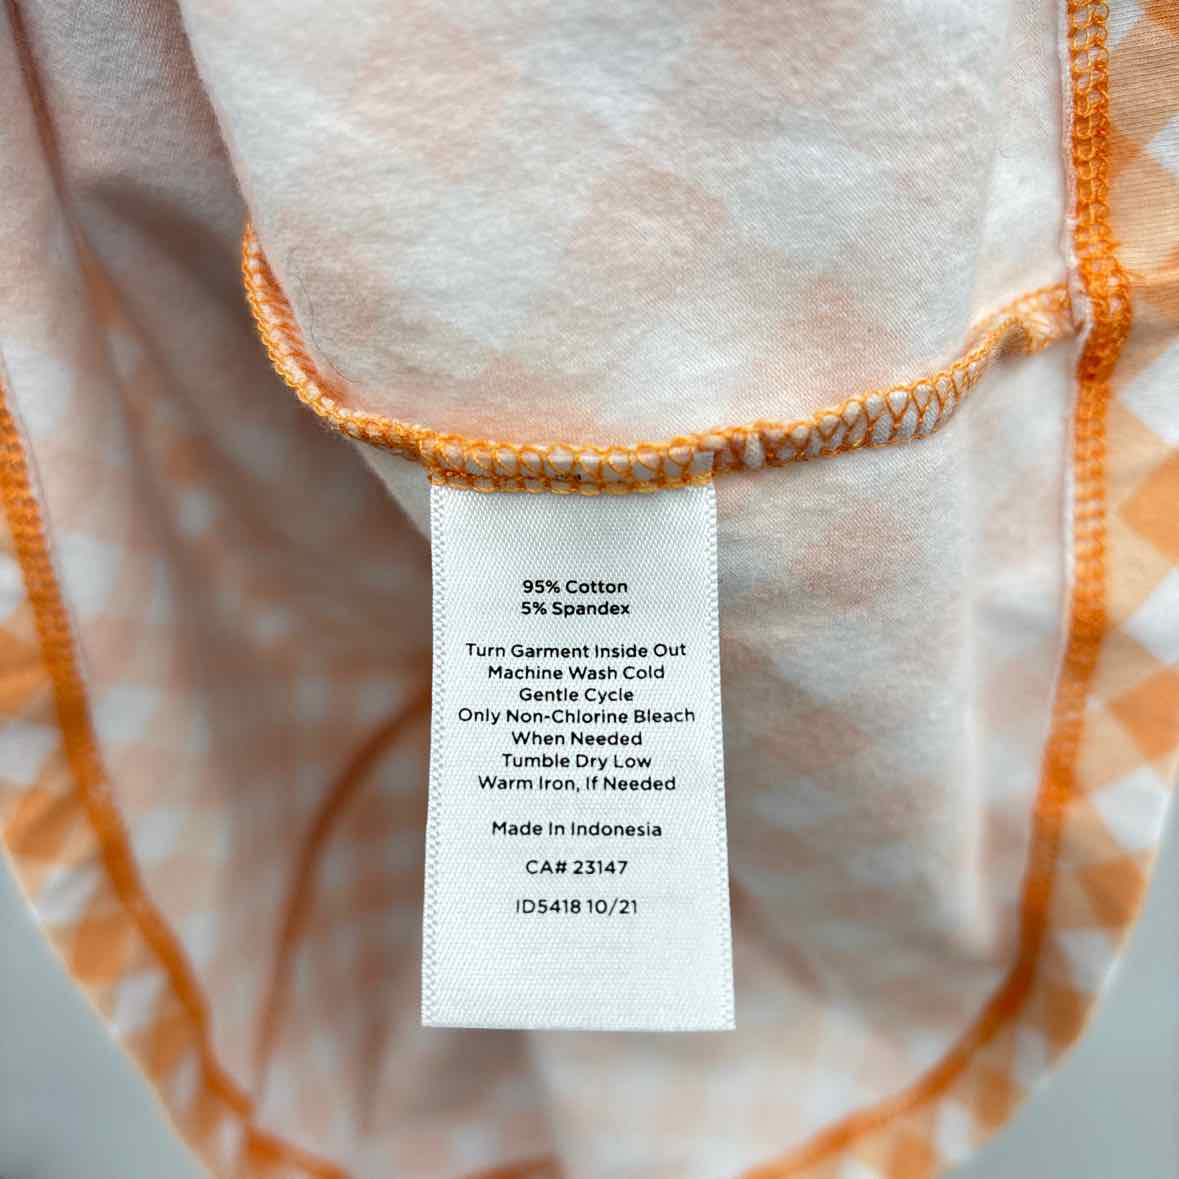 95% Cotton
5% Spandex
Turn Garment Inside Out
Machine Wash Cold
Gentle Cycle
Only Non-Chlorine Bleach
When Needed
Tumble Dry Low
Warm Iron, If Needed
Made In Indonesia
CA# 23147
ID5418 10/21